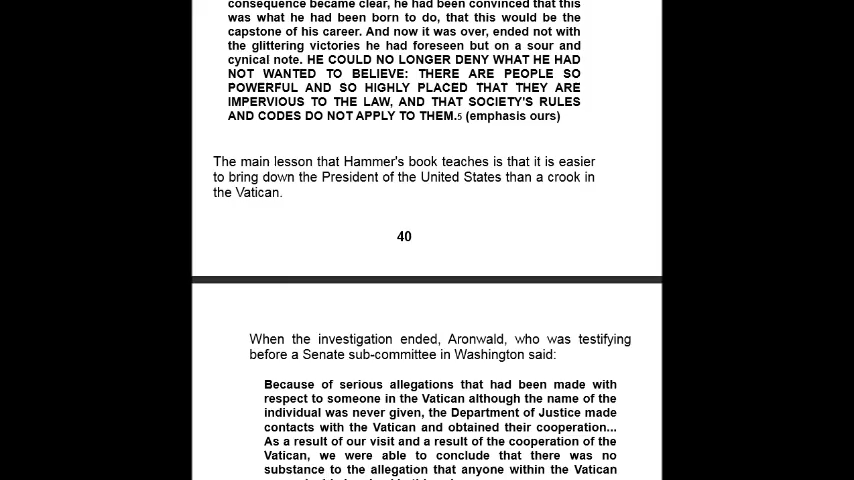 consequence became clear, he had been convinced that this
was what he had been born to do, that this would be the
capstone of his career. And now it was over, ended not with
the glittering victories he had foreseen but on a sour and
cynical note. HE COULD NO LONGER DENY WHAT HE HAD
NOT WANTED TO BELIEVE: THERE ARE PEOPLE SO
POWERFUL AND SO HIGHLY PLACED THAT THEY ARE
IMPERVIOUS TO THE LAW, AND THAT SOCIETY'S RULES
AND CODES DO NOT APPLY TO THEM.5 (emphasis ours)
The main lesson that Hammer's book teaches is that it is easier
to bring down the President of the United States than a crook in
the Vatican.
40
When the investigation ended, Aronwald, who was testifying
before a Senate sub-committee in Washington said:
Because of serious allegations that had been made with
respect to someone in the Vatican although the name of the
individual was never given, the Department of Justice made
contacts with the Vatican and obtained their cooperation...
As a result of our visit and a result of the cooperation of the
Vatican, we were able to conclude that there was no
substance to the allegation that anyone within the Vatican